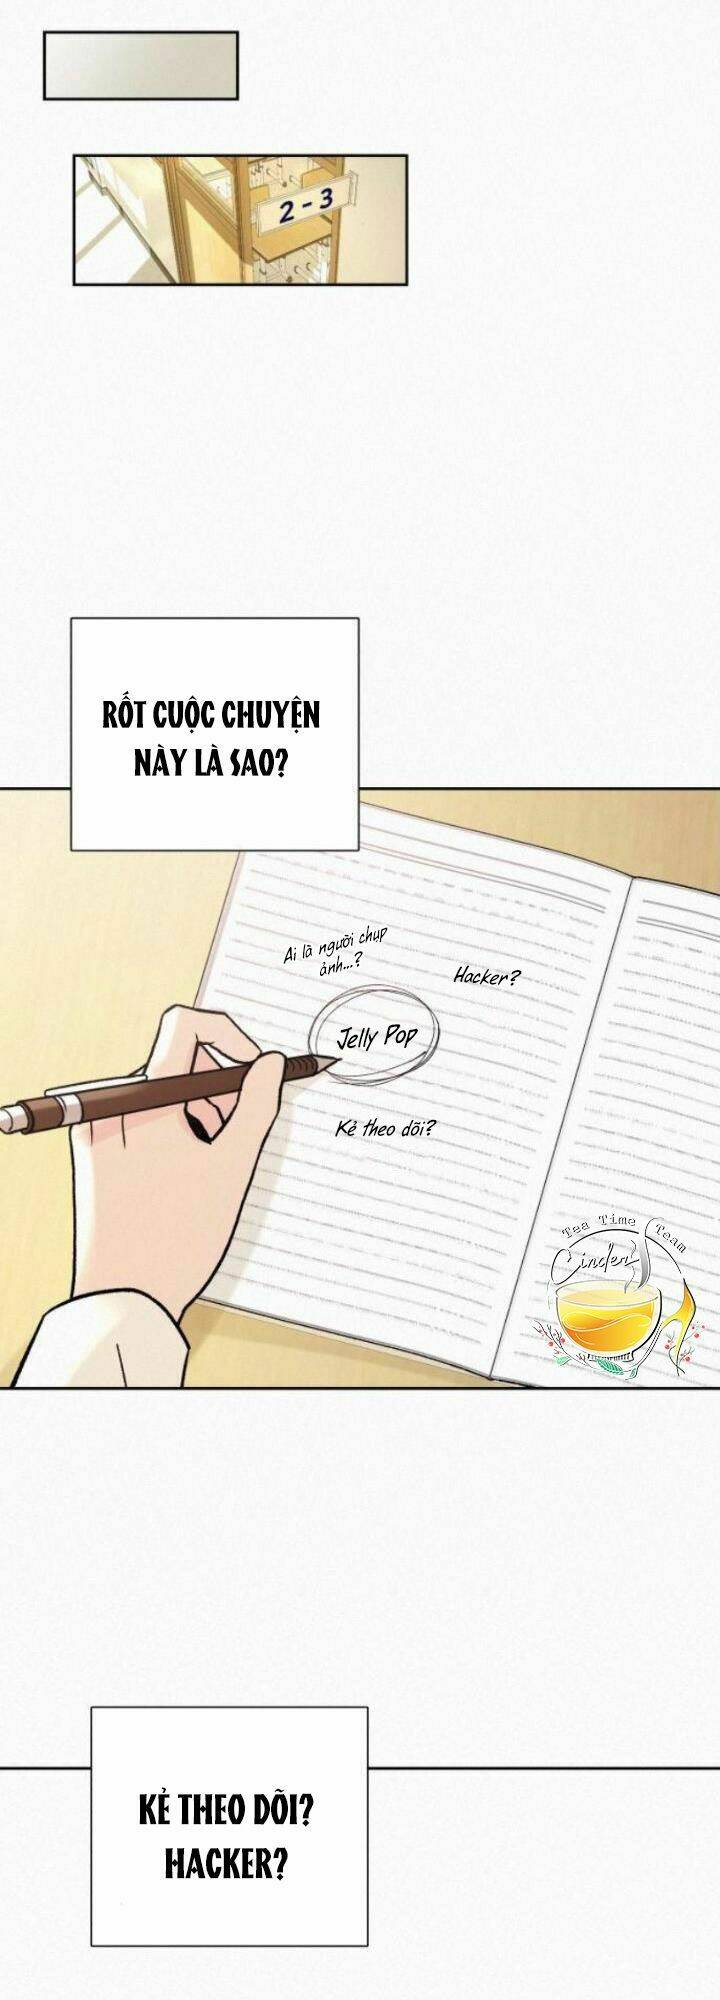 2-3
RỐT CUỘC CHUYỆN
NÀY LÀ SAO?
Ai là người chụp
ảnh...?
Hacker?
Jelly Pop
Kẻ theo dõi?
Tea Time Team
Cinder
KẺ THEO DÕI?
HACKER?